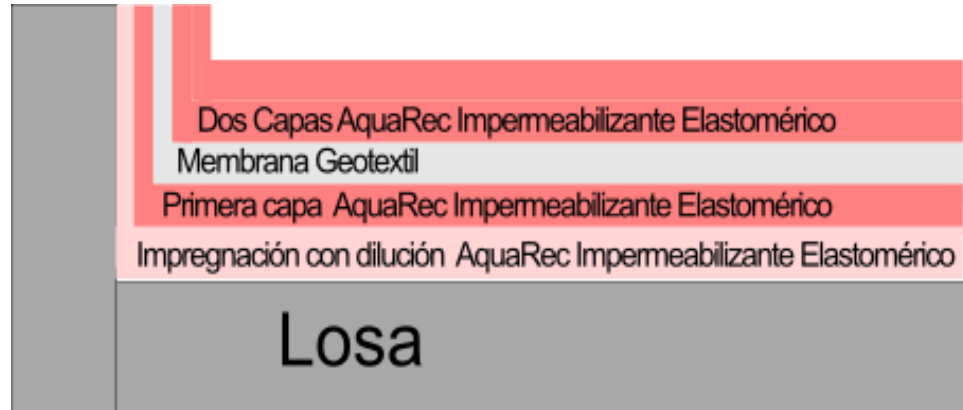 Dos Capas AquaRec Impermeabilizante Elastomérico
Membrana Geotextil
Primera capa AquaRec Impermeabilizante Elastomérico
Impregnación con dilución AquaRec Impermeabilizante Elastomérico
Losa